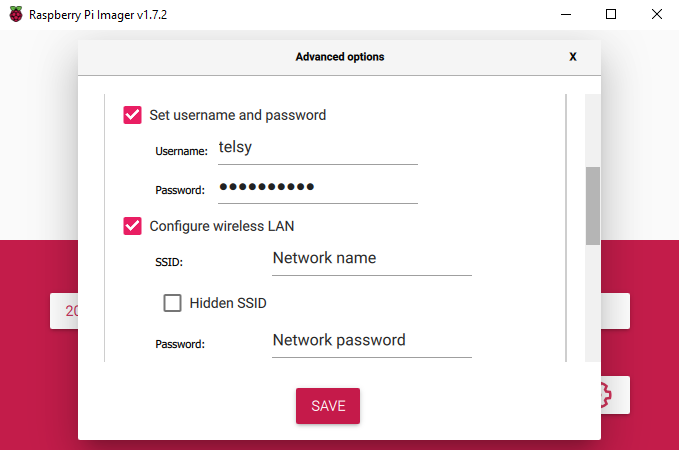 Raspberry Pi Imager v1.7.2
Advanced options
X
Set username and password
Username: telsy
Password: ●●●●●●●●●●
Configure wireless LAN
SSID: Network name
Hidden SSID
20
Password: Network password
SAVE